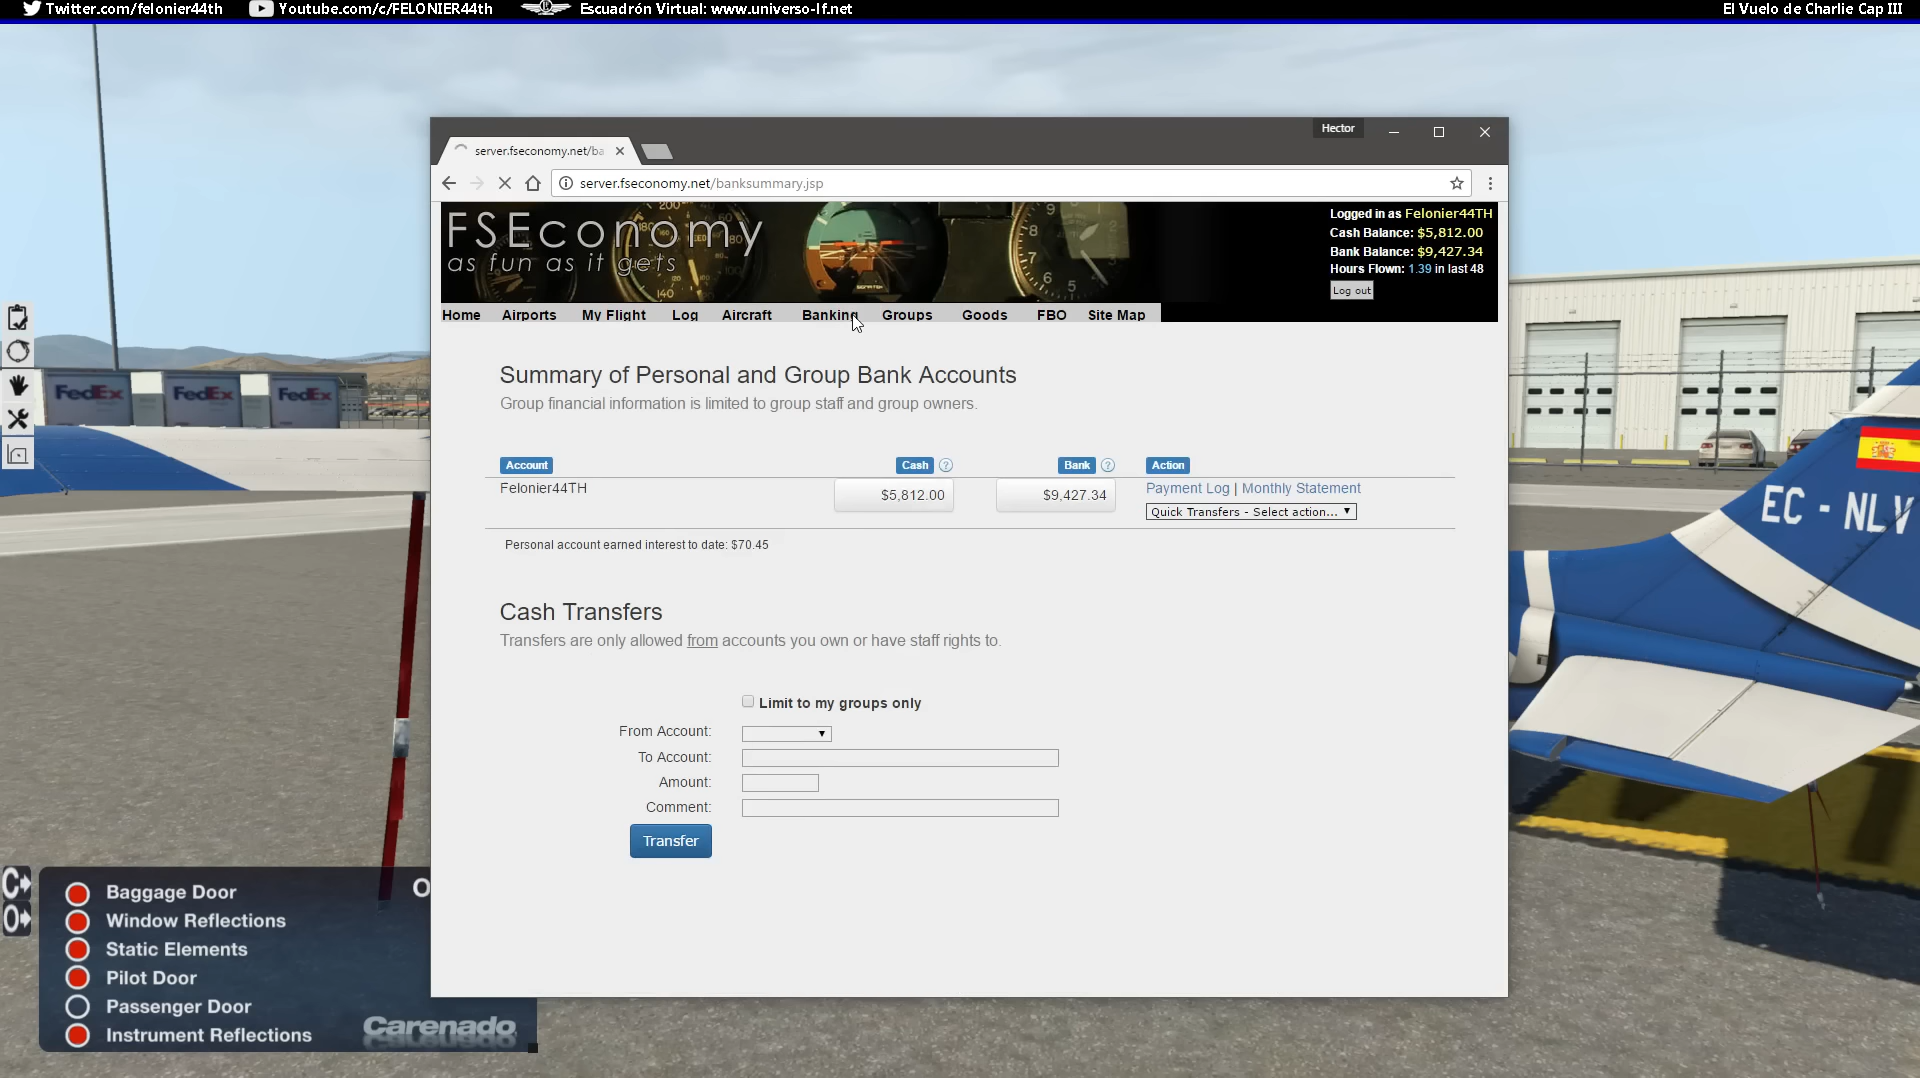 Twitter.com/felonier44th Youtube.com/c/FELONIER44th Escuadrón Virtual: www.universo-lf.net El Vuelo de Charlie Cap III
Hector
server.fseconomy.net/ba
server.fseconomy.net/banksummary.jsp
FSEconomy
as fun as it gets
Logged in as Felonier44TH
Cash Balance: $5,812.00
Bank Balance: $9,427.34
Hours Flown: 1.39 in last 48
Log out
Home Airports My Flight Log Aircraft Banking Groups Goods FBO Site Map
Summary of Personal and Group Bank Accounts
Group financial information is limited to group staff and group owners.
Account Cash ? Bank ? Action
Felonier44TH $5,812.00 $9,427.34 Payment Log | Monthly Statement
Quick Transfers - Select action...
Personal account earned interest to date: $70.45
Cash Transfers
Transfers are only allowed from accounts you own or have staff rights to.
Limit to my groups only
From Account:
To Account:
Amount:
Comment:
Transfer
FedEx FedEx FedEx
EC - NLV
C
O
Baggage Door
Window Reflections
Static Elements
Pilot Door
Passenger Door
Instrument Reflections
Carenado